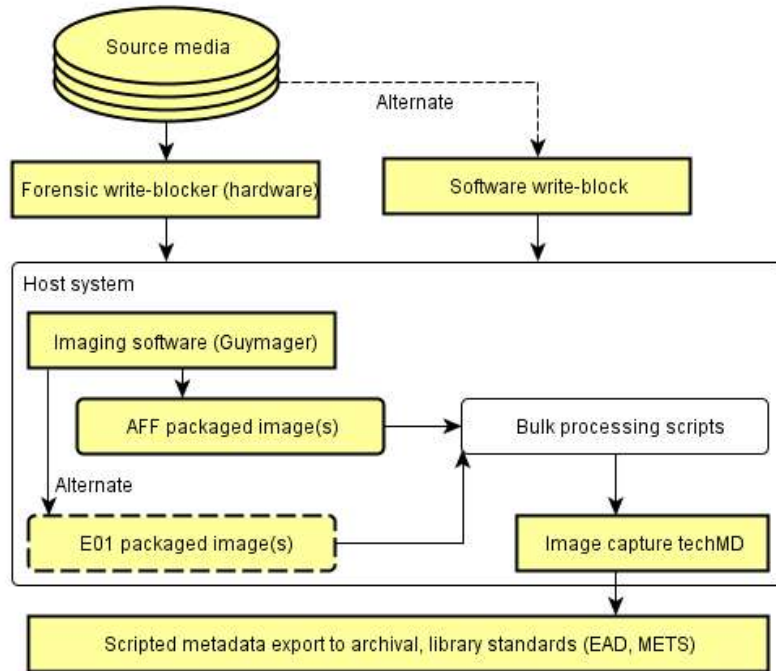 Source media
Alternate
Forensic write-blocker (hardware)
Software write-block
Host system
Imaging software (Guymager)
AFF packaged image(s)
Bulk processing scripts
Alternate
E01 packaged image(s)
Image capture techMD
Scripted metadata export to archival, library standards (EAD, METS)